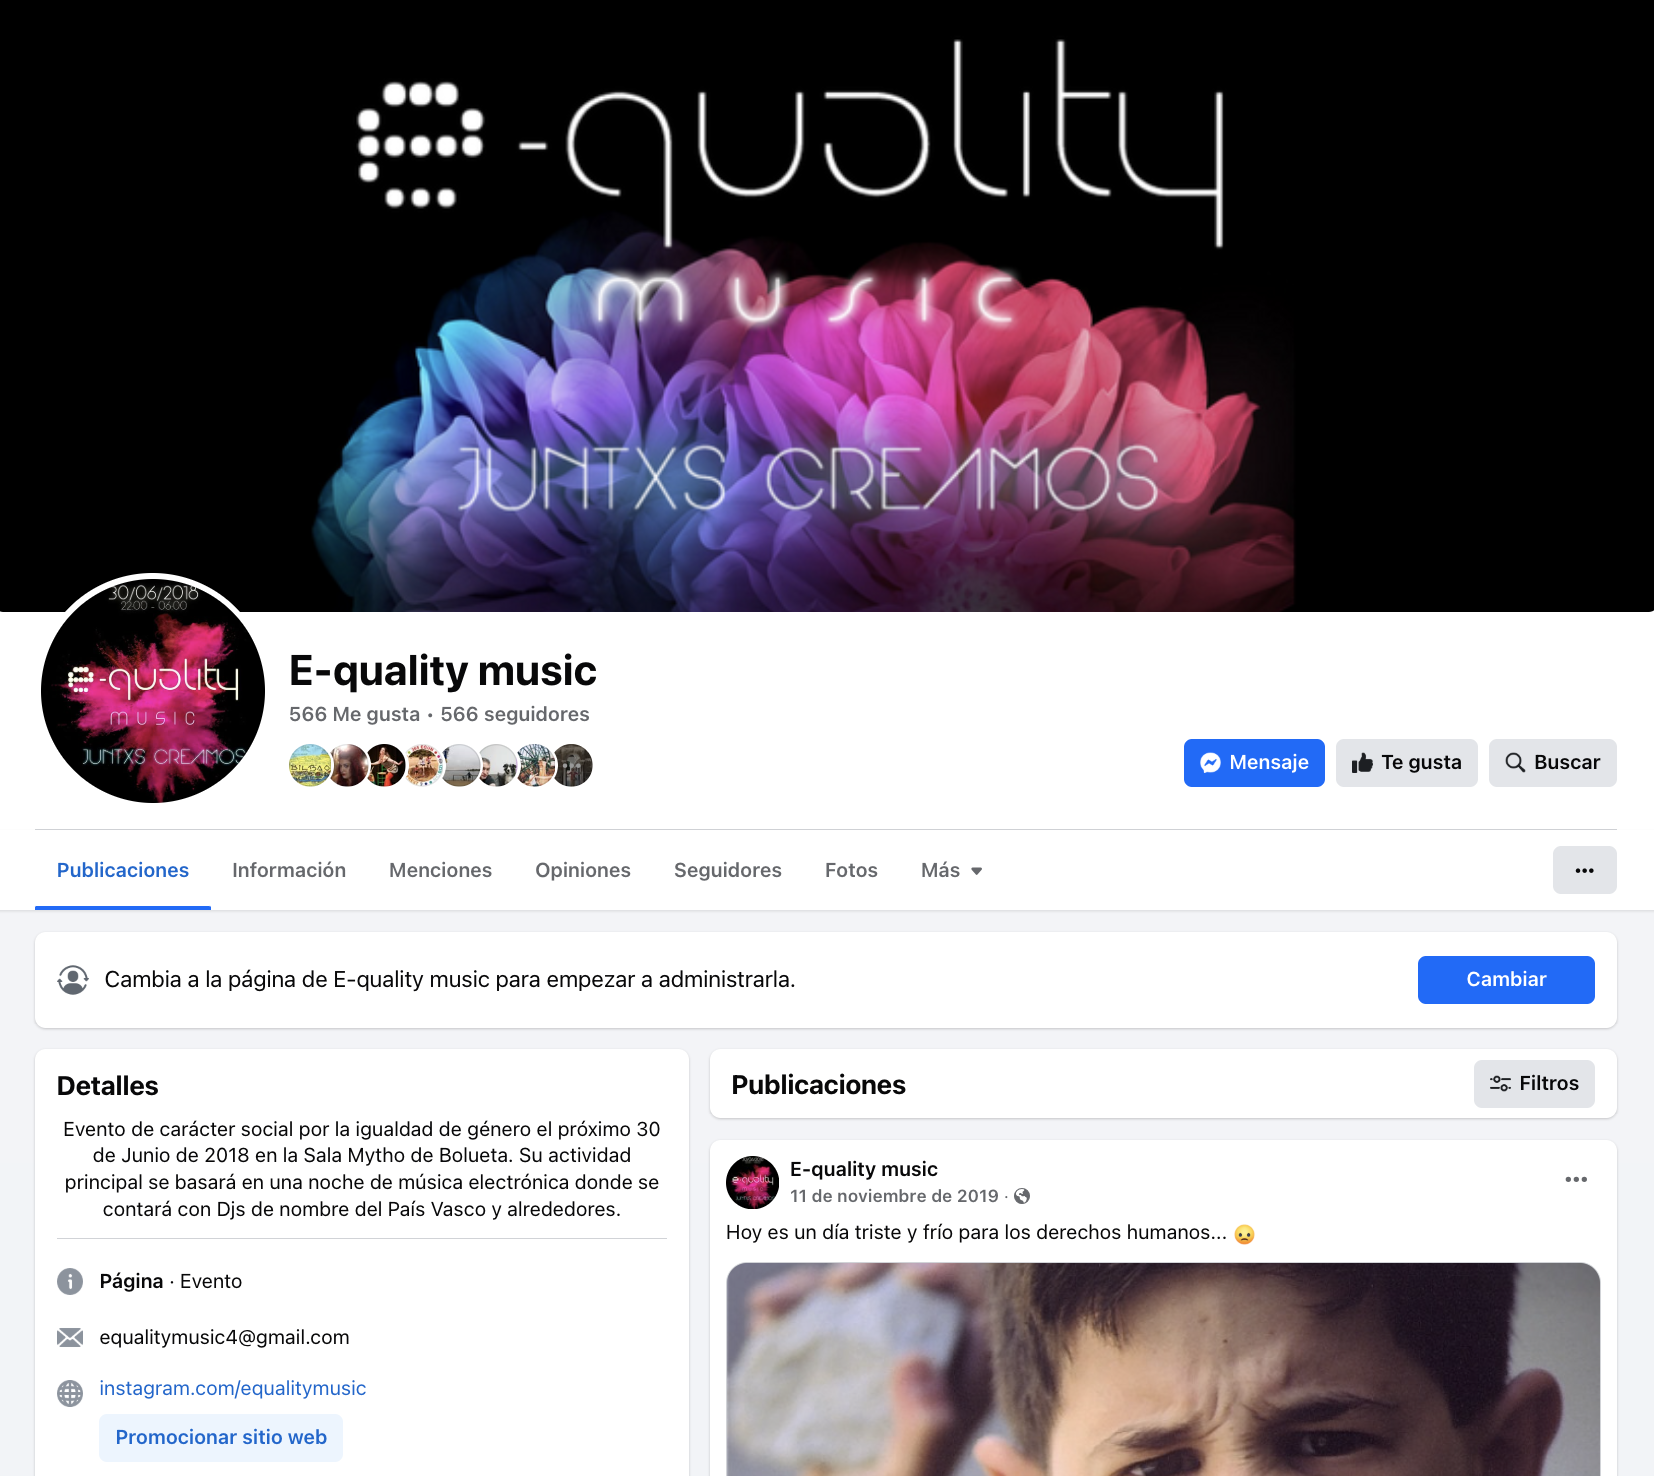 e-quality
music
JUNTXS CREAMOS
30/06/2018
22:00 - 06:00
e-quality
MUSIC
JUNTXS CREAMOS
E-quality music
566 Me gusta • 566 seguidores
BILBAO
Mensaje
Te gusta
Buscar
Publicaciones
Información
Menciones
Opiniones
Seguidores
Fotos
Más
Cambia a la página de E-quality music para empezar a administrarla.
Cambiar
Detalles
Evento de carácter social por la igualdad de género el próximo 30
de Junio de 2018 en la Sala Mytho de Bolueta. Su actividad
principal se basará en una noche de música electrónica donde se
contará con Djs de nombre del País Vasco y alrededores.
Página · Evento
equalitymusic4@gmail.com
instagram.com/equalitymusic
Promocionar sitio web
Publicaciones
Filtros
e-quality
E-quality music
11 de noviembre de 2019 ·
Hoy es un día triste y frío para los derechos humanos... 😞